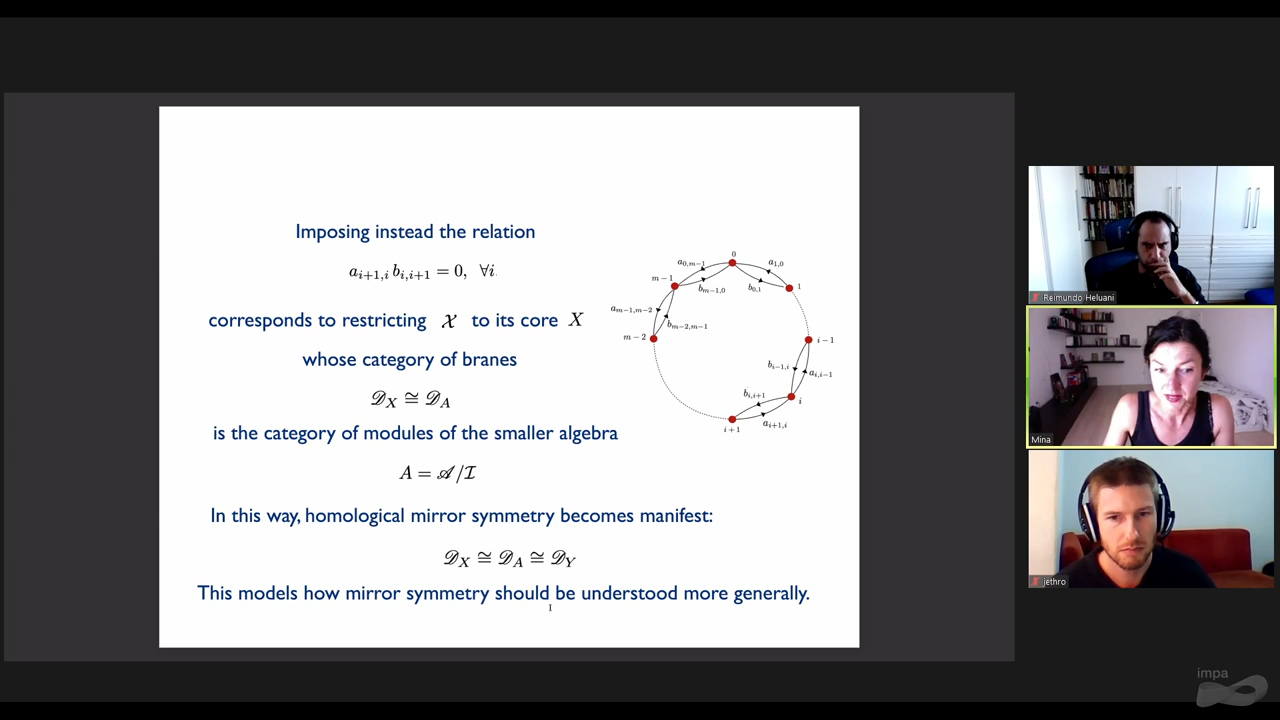 Imposing instead the relation
a_{i+1,i} b_{i,i+1} = 0, ∀i.
corresponds to restricting 𝒳 to its core X
whose category of branes
𝒟_X ≅ 𝒟_A
is the category of modules of the smaller algebra
A = 𝒜/ℐ
In this way, homological mirror symmetry becomes manifest:
𝒟_X ≅ 𝒟_A ≅ 𝒟_Y
This models how mirror symmetry should be understood more generally.
0
a_{0,m-1}
a_{1,0}
m-1
b_{m-1,0}
b_{0,1}
1
a_{m-1,m-2}
b_{m-2,m-1}
m-2
i-1
b_{i-1,i}
a_{i,i-1}
b_{i,i+1}
i
a_{i+1,i}
i+1
Reimundo Heluani
Mina
jethro
impa